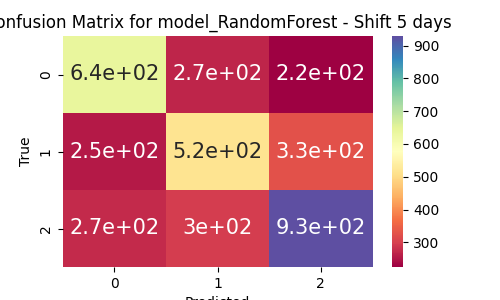 onfusion Matrix for model_RandomForest - Shift 5 days
0 6.4e+02 2.7e+02 2.2e+02
1 2.5e+02 5.2e+02 3.3e+02
2 2.7e+02 3e+02 9.3e+02
0 1 2
Predicted
True
900
800
700
600
500
400
300